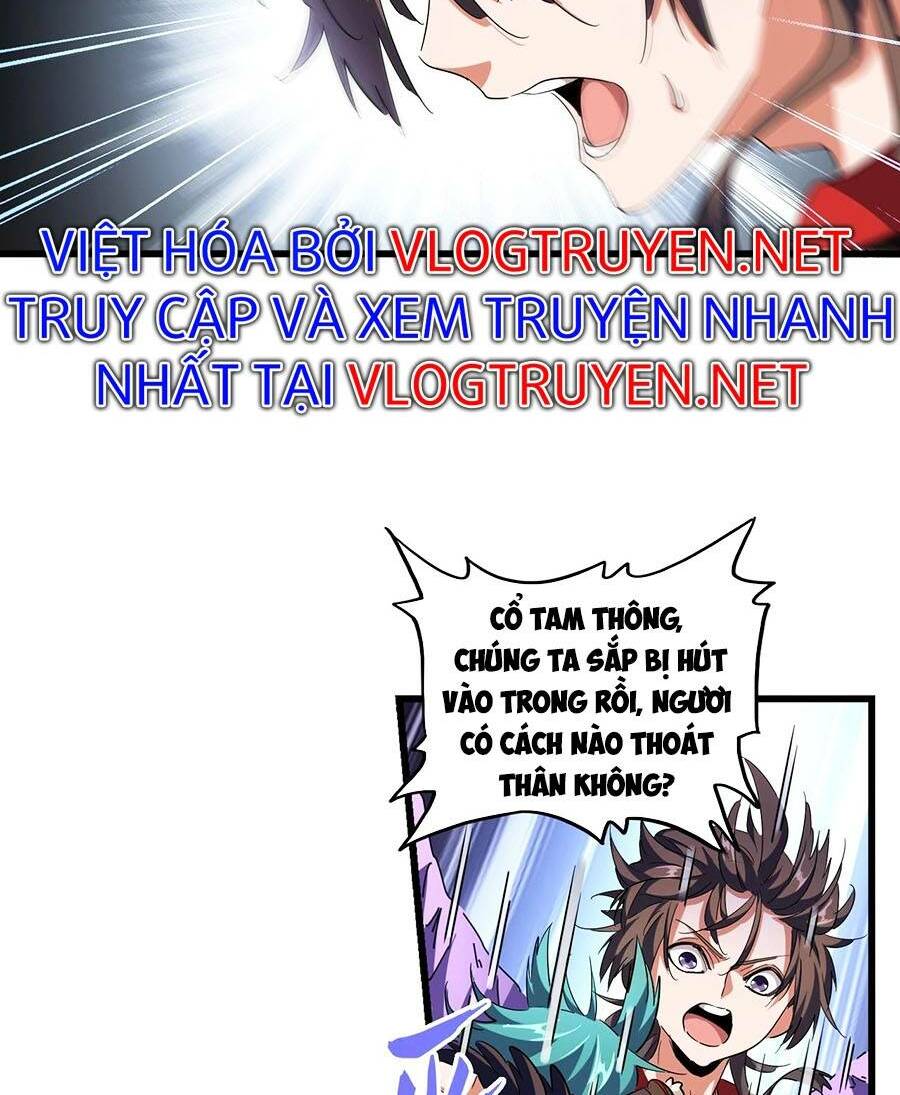 VIỆT HÓA BỞI VLOGTRUYEN.NET
TRUY CẬP VÀ XEM TRUYỆN NHANH
NHẤT TẠI VLOGTRUYEN.NET
CỔ TAM THÔNG,
CHÚNG TA SẮP BỊ HÚT
VÀO TRONG RỒI, NGƯƠI
CÓ CÁCH NÀO THOÁT
THÂN KHÔNG?